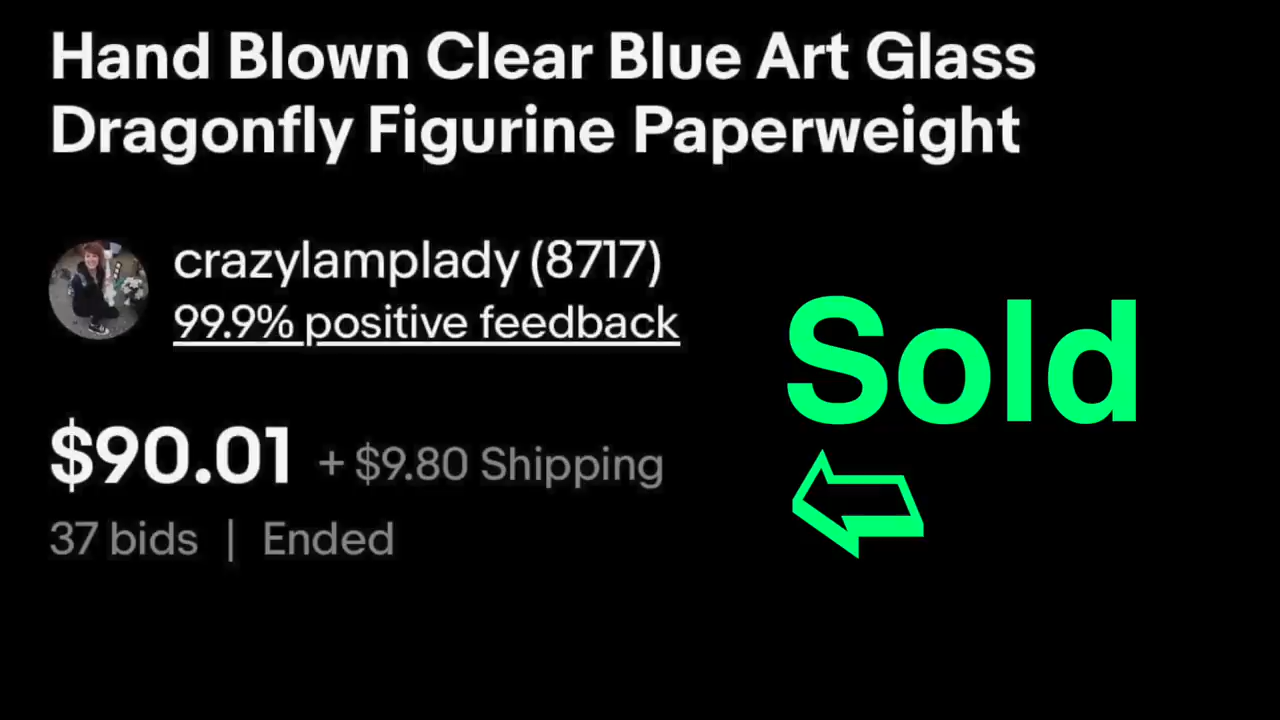 Hand Blown Clear Blue Art Glass
Dragonfly Figurine Paperweight
crazylamplady (8717)
99.9% positive feedback
Sold
$90.01 + $9.80 Shipping
37 bids | Ended